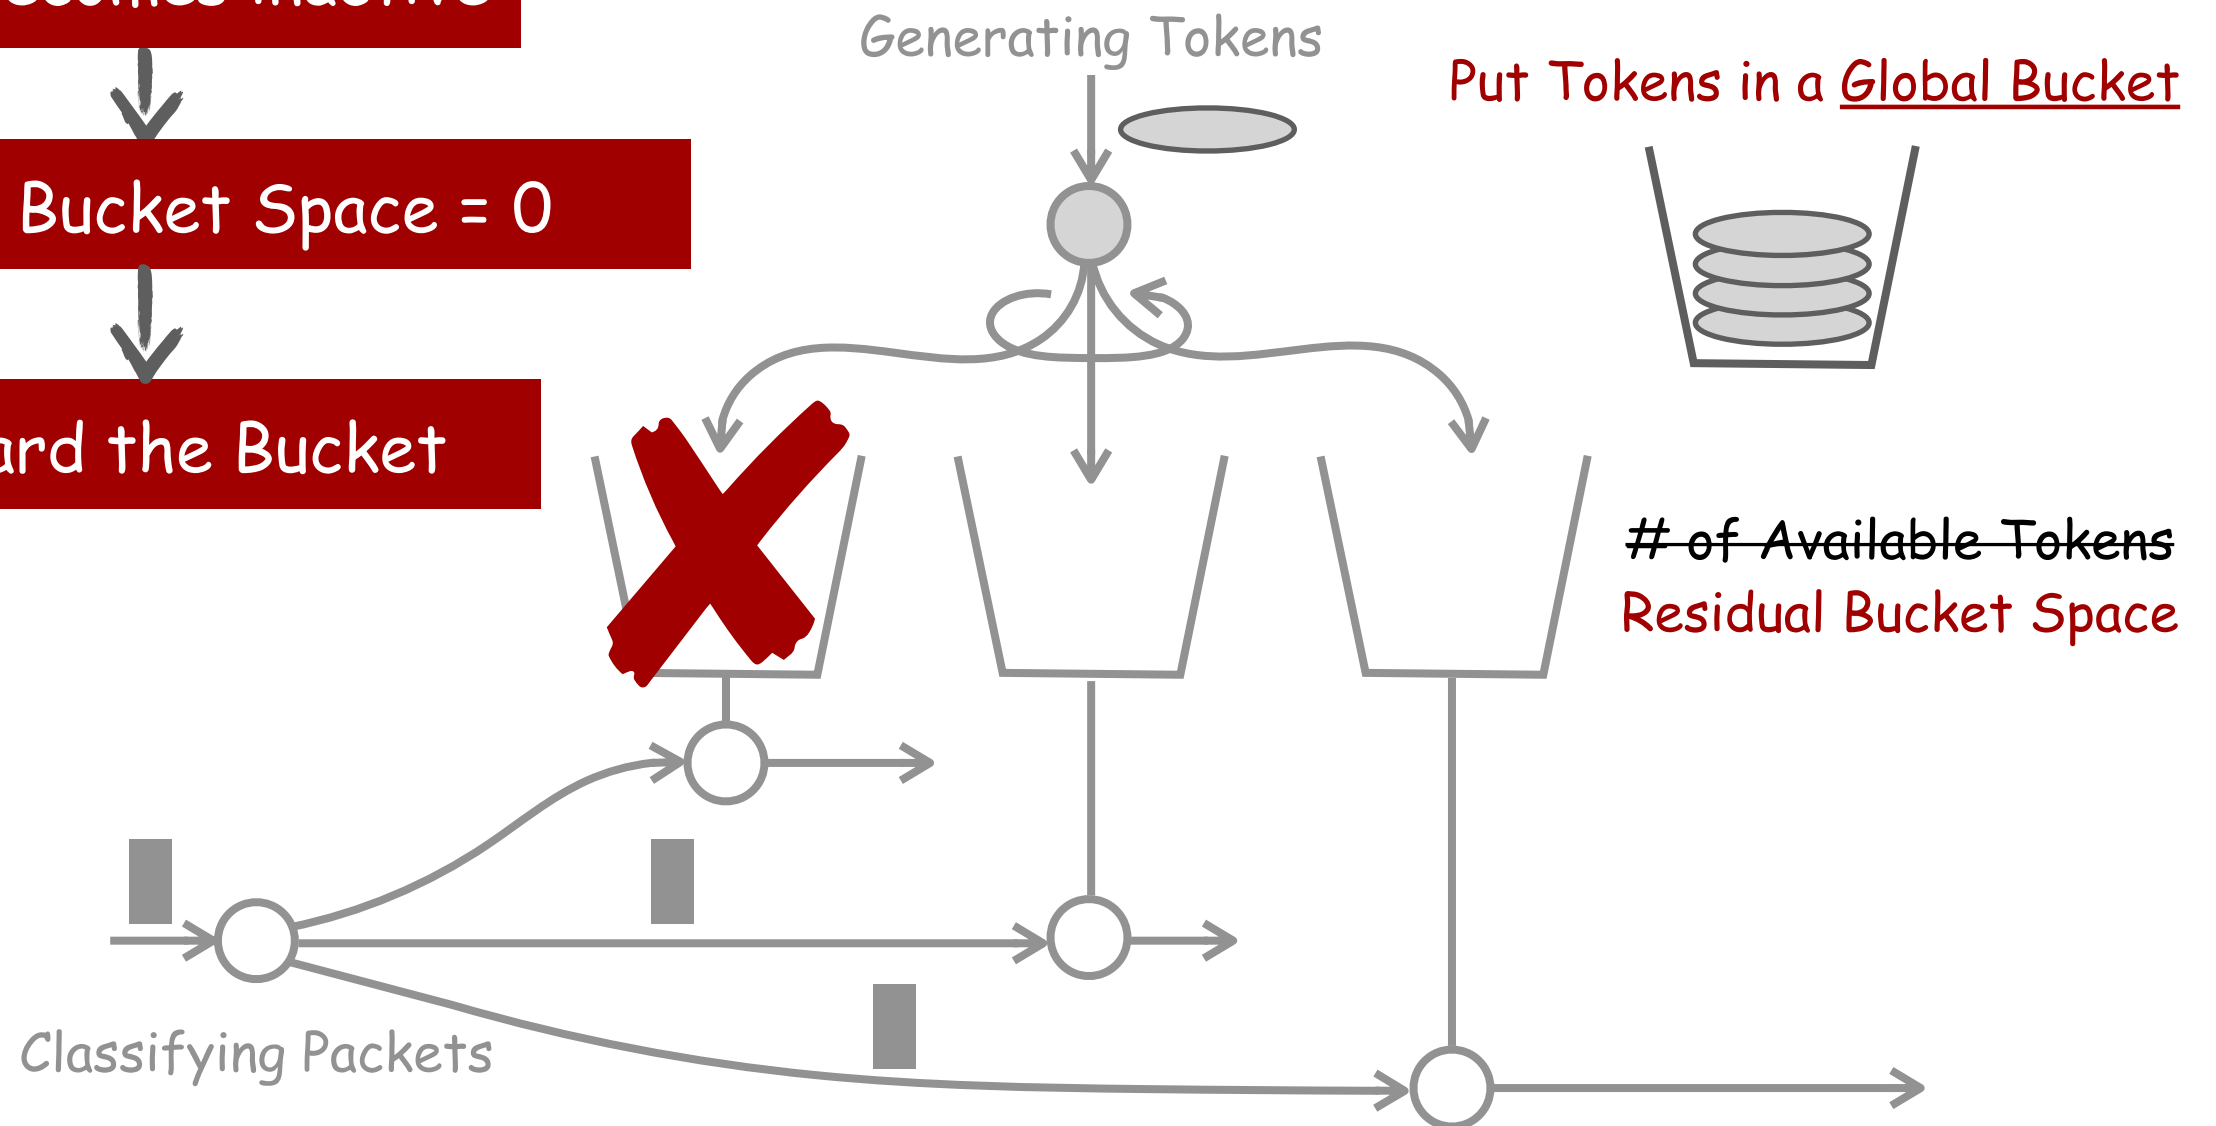 Inactive
Generating Tokens
Put Tokens in a Global Bucket
Bucket Space = 0
the Bucket
# of Available Tokens
Residual Bucket Space
Classifying Packets